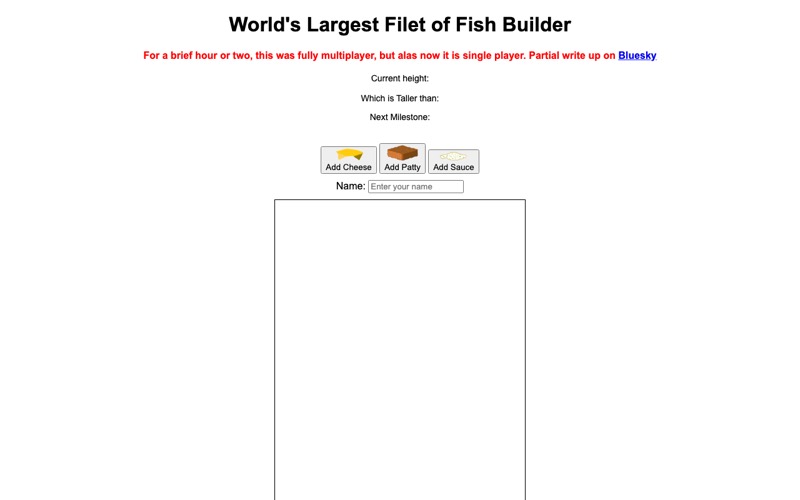 World's Largest Filet of Fish Builder
For a brief hour or two, this was fully multiplayer, but alas now it is single player. Partial write up on Bluesky
Current height:
Which is Taller than:
Next Milestone:
Add Cheese Add Patty Add Sauce
Name: Enter your name